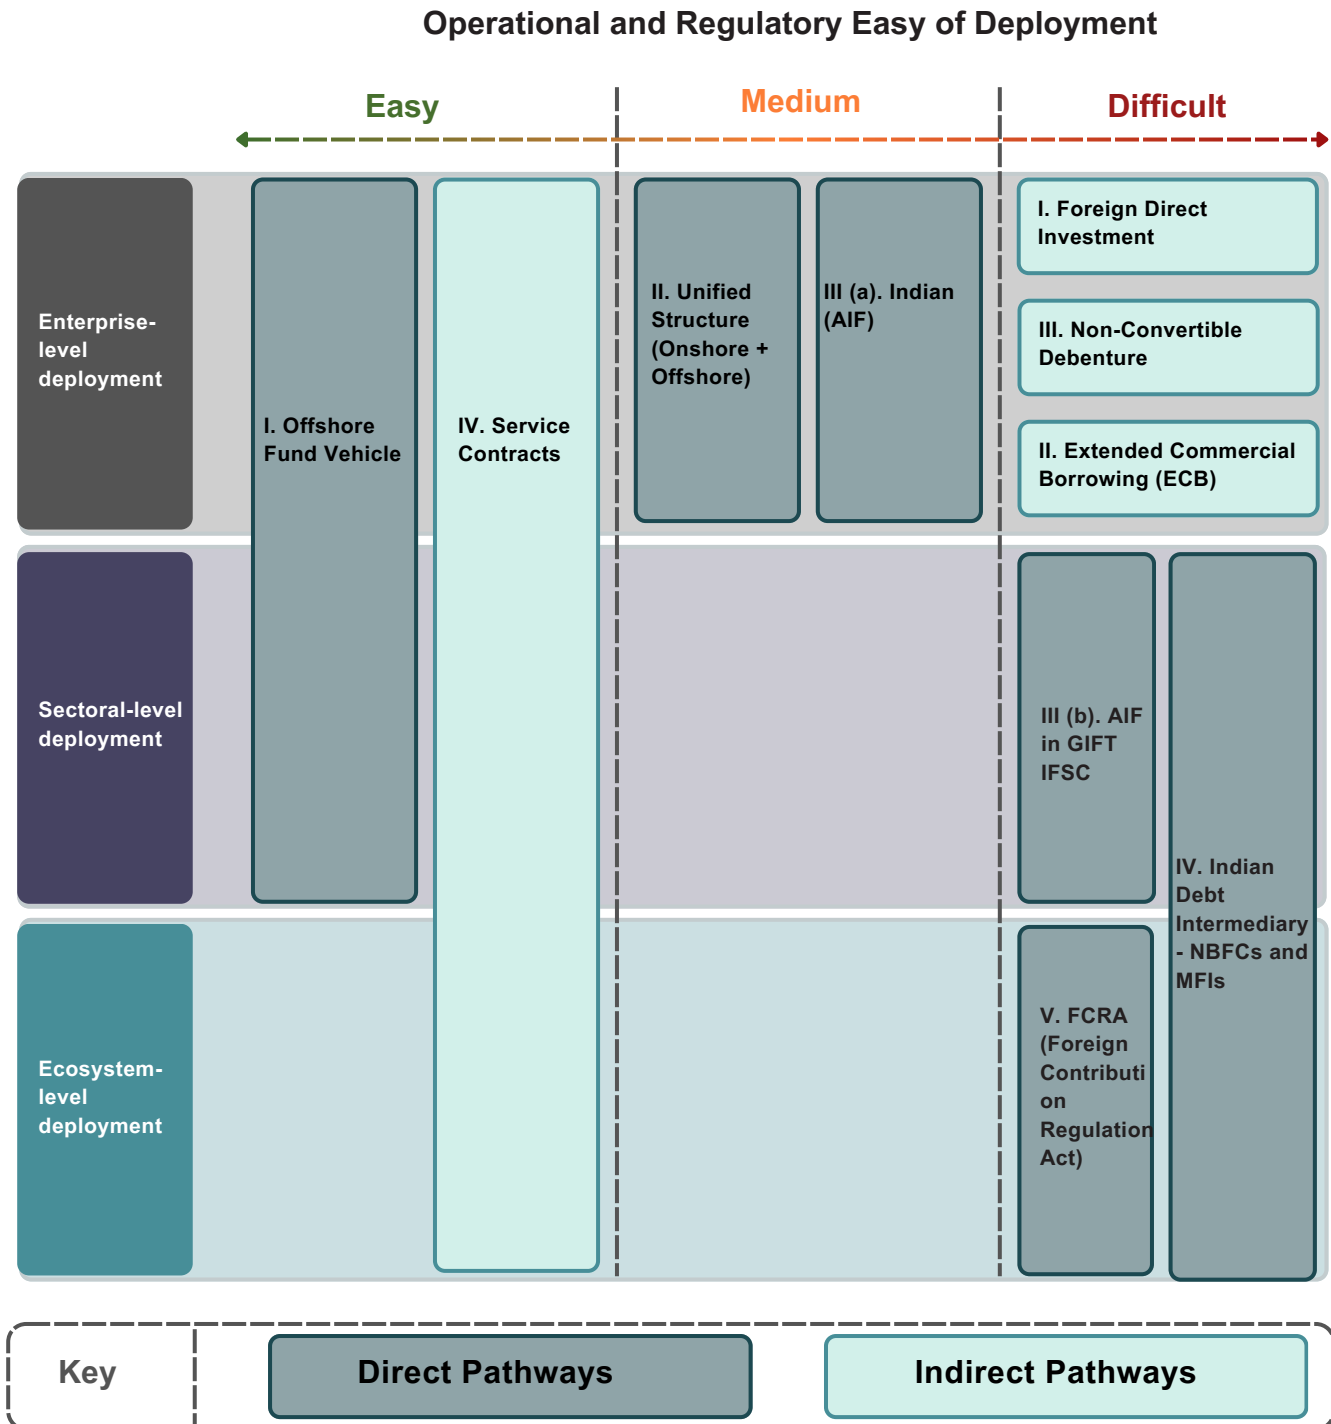 Operational and Regulatory Easy of Deployment
Easy
Medium
Difficult
Enterprise-
level
deployment
I. Offshore
Fund Vehicle
IV. Service
Contracts
II. Unified
Structure
(Onshore +
Offshore)
III (a). Indian
(AIF)
I. Foreign Direct
Investment
III. Non-Convertible
Debenture
II. Extended Commercial
Borrowing (ECB)
Sectoral-level
deployment
III (b). AIF
in GIFT
IFSC
IV. Indian
Debt
Intermediary
- NBFCs and
MFIs
Ecosystem-
level
deployment
V. FCRA
(Foreign
Contributi
on
Regulation
Act)
Key
Direct Pathways
Indirect Pathways